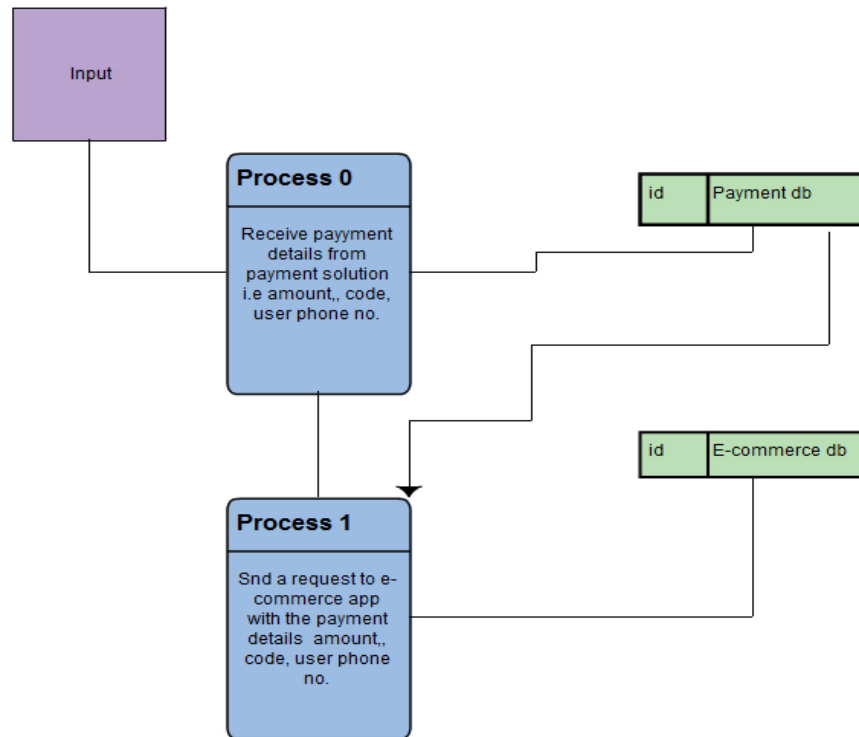 Input
Process 0
Receive payyment
details from
payment solution
i.e amount,, code,
user phone no.
id
Payment db
id
E-commerce db
Process 1
Snd a request to e-
commerce app
with the payment
details amount,,
code, user phone
no.